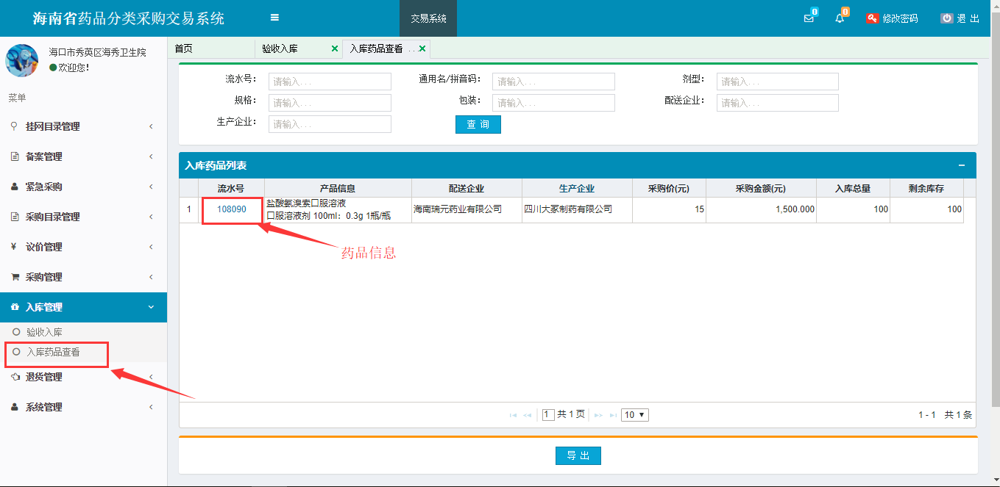 海南省药品分类采购交易系统
交易系统
0
0
修改密码
退 出
海口市秀英区海秀卫生院
欢迎您！
菜单
挂网目录管理
备案管理
紧急采购
采购目录管理
议价管理
采购管理
入库管理
验收入库
入库药品查看
退货管理
系统管理
首页
验收入库
入库药品查看 ...
流水号：
请输入...
通用名/拼音码：
请输入...
剂型：
请输入...
规格：
请输入...
包装：
请输入...
配送企业：
请输入...
生产企业：
请输入...
查 询
入库药品列表
流水号
产品信息
配送企业
生产企业
采购价(元)
采购金额(元)
入库总量
剩余库存
1
108090
盐酸氨溴索口服溶液
口服溶液剂 100ml：0.3g 1瓶/瓶
海南瑞元药业有限公司
四川大冢制药有限公司
15
1,500.000
100
100
药品信息
1 共 1 页
10
1 - 1 共 1 条
导 出